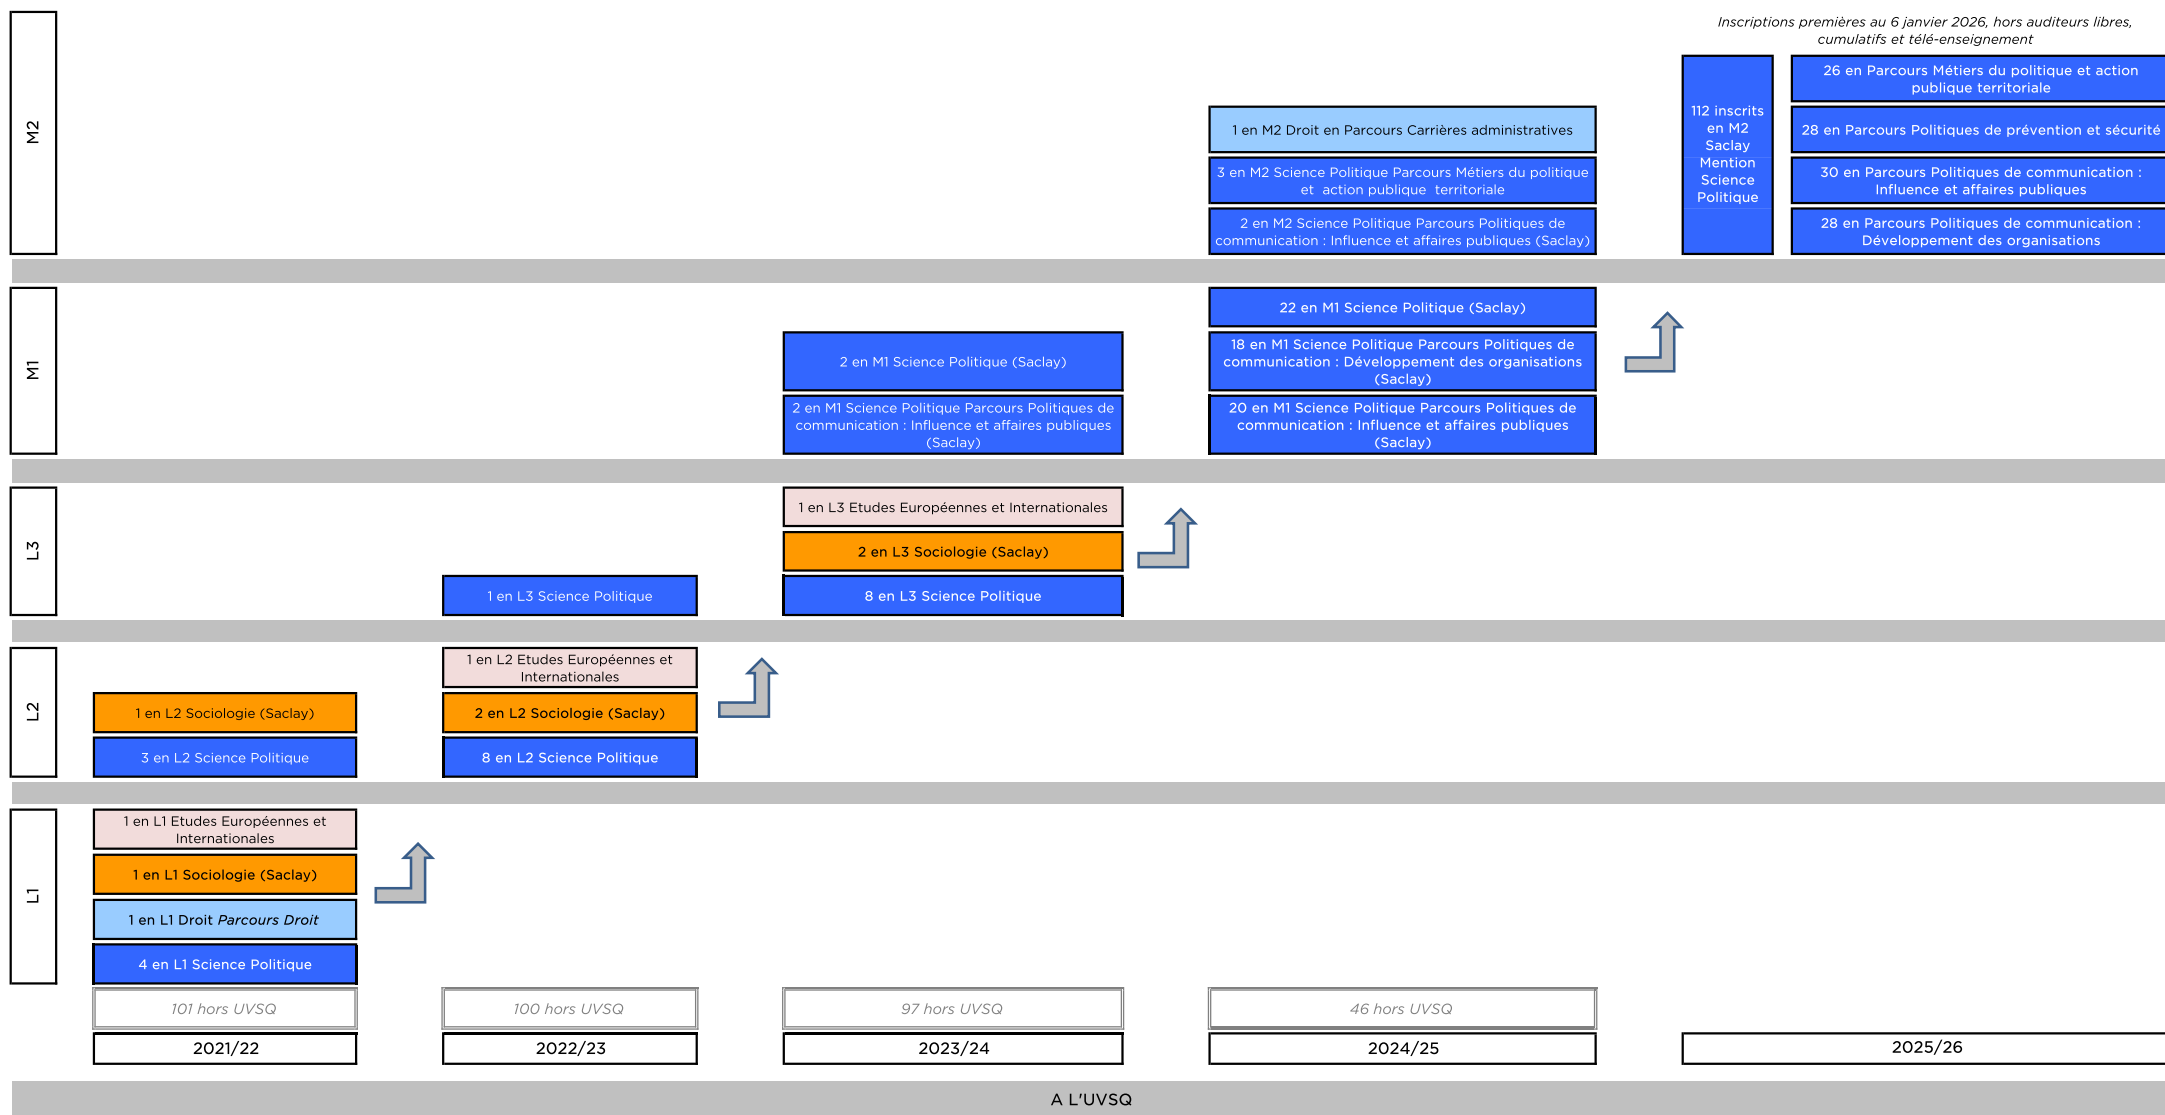 Inscriptions premières au 6 janvier 2026, hors auditeurs libres,
cumulatifs et télé-enseignement
M2
1 en M2 Droit en Parcours Carrières administratives
3 en M2 Science Politique Parcours Métiers du politique
et action publique territoriale
2 en M2 Science Politique Parcours Politiques de
communication : Influence et affaires publiques (Saclay)
112 inscrits
en M2
Saclay
Mention
Science
Politique
26 en Parcours Métiers du politique et action
publique territoriale
28 en Parcours Politiques de prévention et sécurité
30 en Parcours Politiques de communication :
Influence et affaires publiques
28 en Parcours Politiques de communication :
Développement des organisations
M1
2 en M1 Science Politique (Saclay)
2 en M1 Science Politique Parcours Politiques de
communication : Influence et affaires publiques
(Saclay)
22 en M1 Science Politique (Saclay)
18 en M1 Science Politique Parcours Politiques de
communication : Développement des organisations
(Saclay)
20 en M1 Science Politique Parcours Politiques de
communication : Influence et affaires publiques
(Saclay)
L3
1 en L3 Science Politique
1 en L3 Etudes Européennes et Internationales
2 en L3 Sociologie (Saclay)
8 en L3 Science Politique
L2
1 en L2 Sociologie (Saclay)
3 en L2 Science Politique
1 en L2 Etudes Européennes et
Internationales
2 en L2 Sociologie (Saclay)
8 en L2 Science Politique
L1
1 en L1 Etudes Européennes et
Internationales
1 en L1 Sociologie (Saclay)
1 en L1 Droit Parcours Droit
4 en L1 Science Politique
101 hors UVSQ
100 hors UVSQ
97 hors UVSQ
46 hors UVSQ
2021/22
2022/23
2023/24
2024/25
2025/26
A L'UVSQ